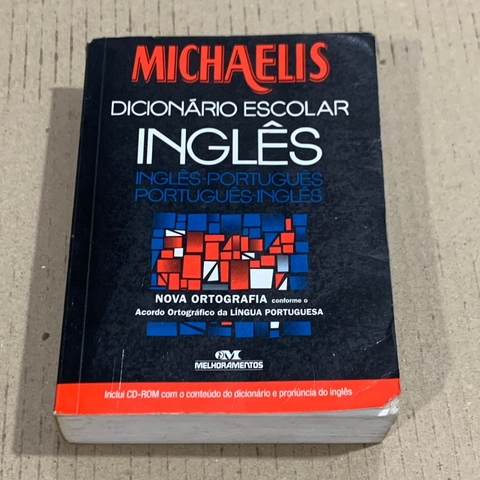 MICHAELIS
DICIONÁRIO ESCOLAR
INGLÊS
INGLÊS-PORTUGUÊS
PORTUGUÊS-INGLÊS
NOVA ORTOGRAFIA conforme o
Acordo Ortográfico da LÍNGUA PORTUGUESA
MELHORAMENTOS
Inclui CD-ROM com o conteúdo do dicionário e pronúncia do inglês